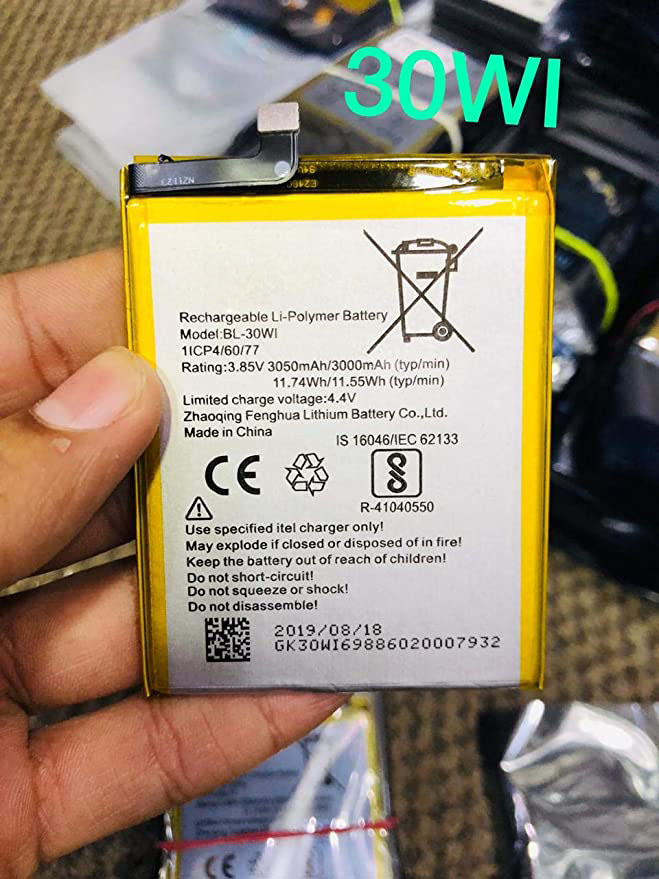 30WI
NZ1123
Rechargeable Li-Polymer Battery
Model:BL-30WI
1ICP4/60/77
Rating:3.85V 3050mAh/3000mAh (typ/min)
11.74Wh/11.55Wh (typ/min)
Limited charge voltage:4.4V
Zhaoqing Fenghua Lithium Battery Co.,Ltd.
Made in China
IS 16046/IEC 62133
CE
R-41040550
Use specified itel charger only!
May explode if closed or disposed of in fire!
Keep the battery out of reach of children!
Do not short-circuit!
Do not squeeze or shock!
Do not disassemble!
2019/08/18
GK30WI69886020007932
CE